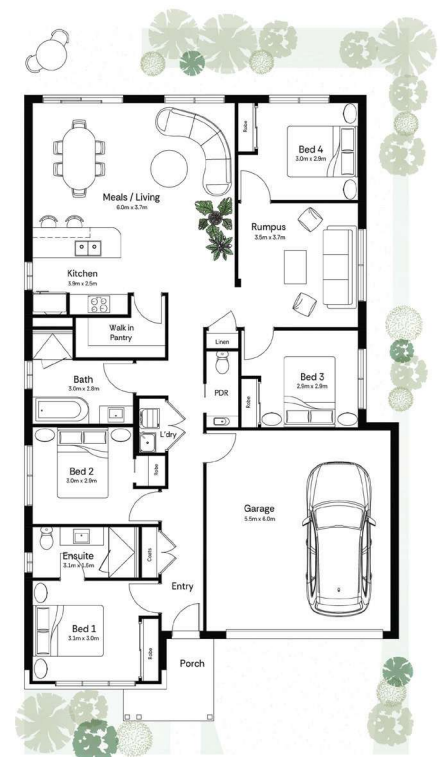 Robe
Bed 4
3.0m x 2.9m
Meals / Living
6.0m x 3.7m
Rumpus
3.5m x 3.7m
Kitchen
3.9m x 2.5m
Walk in
Pantry
Linen
Bath
3.0m x 2.8m
PDR
Robe
Bed 3
2.9m x 2.9m
L'dry
Bed 2
3.0m x 2.9m
Robe
Garage
5.5m x 6.0m
Ensuite
3.1m x 1.5m
Coats
Entry
Bed 1
3.1m x 3.0m
Robe
Porch